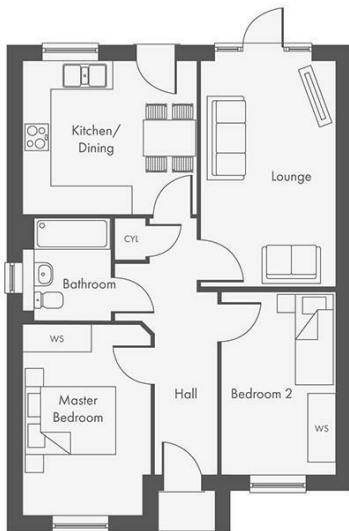 Kitchen/
Dining
Lounge
CYL
Bathroom
WS
Master
Bedroom
Hall
Bedroom 2
WS